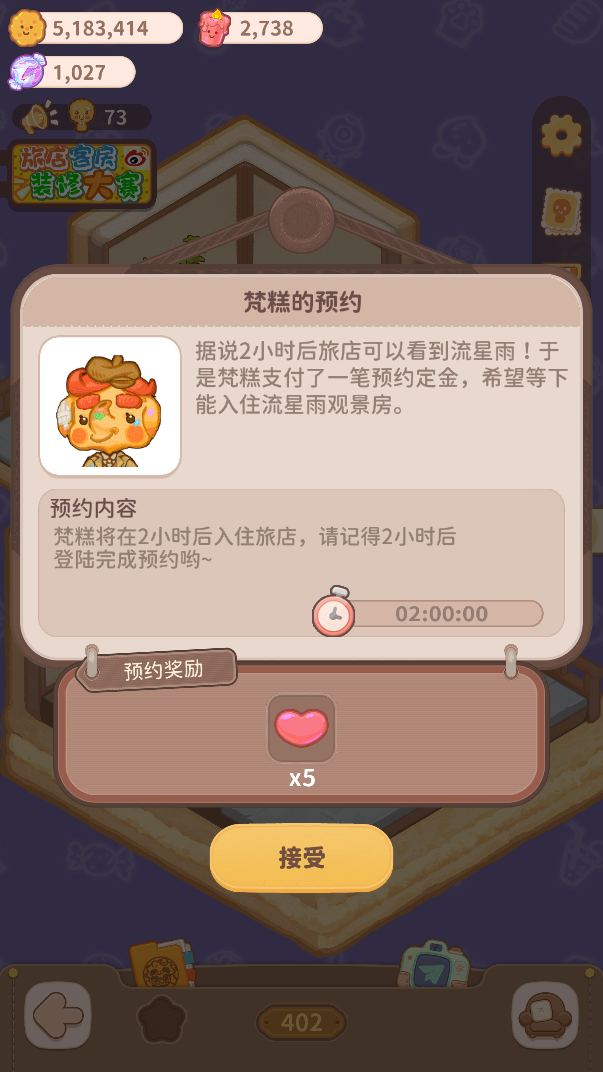 5,183,414
2,738
1,027
73
旅店客房
装修大赛
梵糕的预约
据说2小时后旅店可以看到流星雨！于
是梵糕支付了一笔预约定金，希望等下
能入住流星雨观景房。
预约内容
梵糕将在2小时后入住旅店，请记得2小时后
登陆完成预约哟~
02:00:00
预约奖励
x5
接受
402